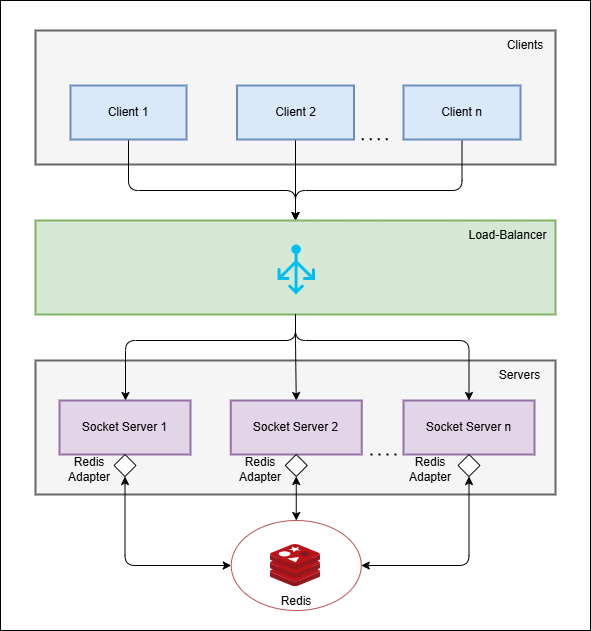 Clients
Client 1
Client 2
....
Client n
Load-Balancer
Servers
Socket Server 1
Socket Server 2
....
Socket Server n
Redis
Adapter
Redis
Adapter
Redis
Adapter
Redis